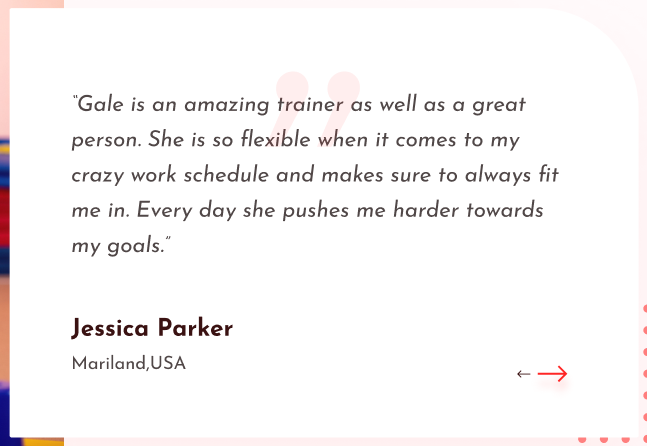 "Gale is an amazing trainer as well as a great
person. She is so flexible when it comes to my
crazy work schedule and makes sure to always fit
me in. Every day she pushes me harder towards
my goals."
Jessica Parker
Mariland,USA